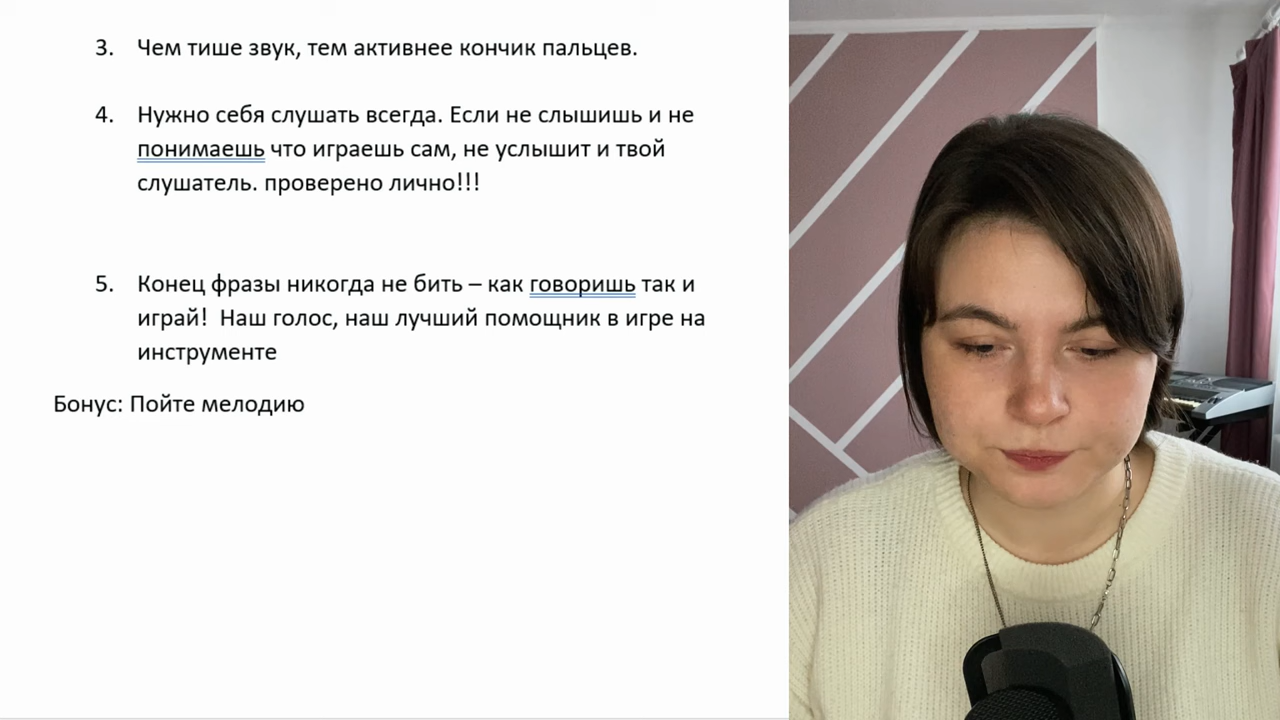 3. Чем тише звук, тем активнее кончик пальцев.
4. Нужно себя слушать всегда. Если не слышишь и не
понимаешь что играешь сам, не услышит и твой
слушатель. проверено лично!!!
5. Конец фразы никогда не бить – как говоришь так и
играй!  Наш голос, наш лучший помощник в игре на
инструменте
Бонус: Пойте мелодию